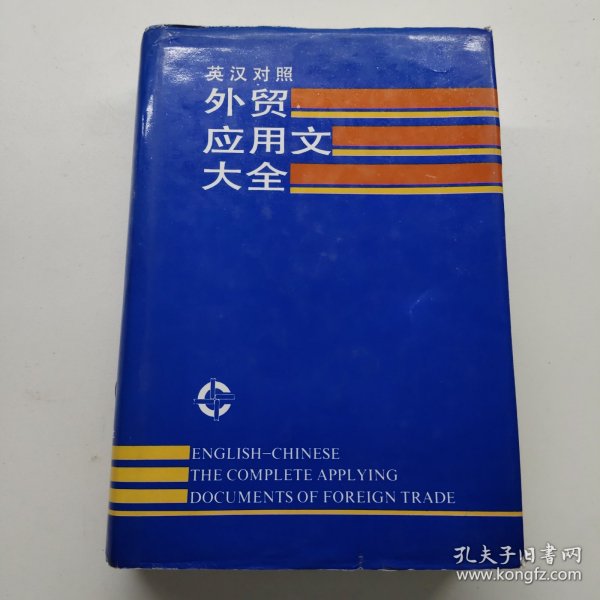 英汉对照
外贸
应用文
大全
ENGLISH-CHINESE
THE COMPLETE APPLYING
DOCUMENTS OF FOREIGN TRADE
孔夫子旧书网
www.kongfz.com